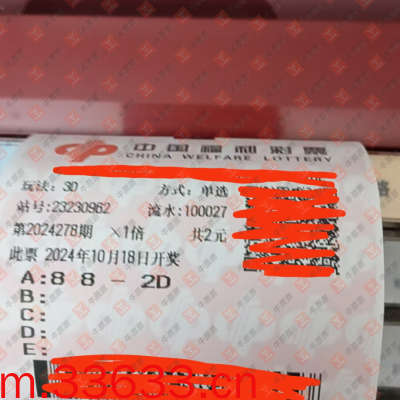 中国福利彩票
CHINA WELFARE LOTTERY
玩法:3D 方式:单选
站号:23230962 流水:100027
第2024278期 ×1倍 共2元
此票 2024年10月18日开奖
A:88-2D
B:
C:
D:
E:
m.33633.cn